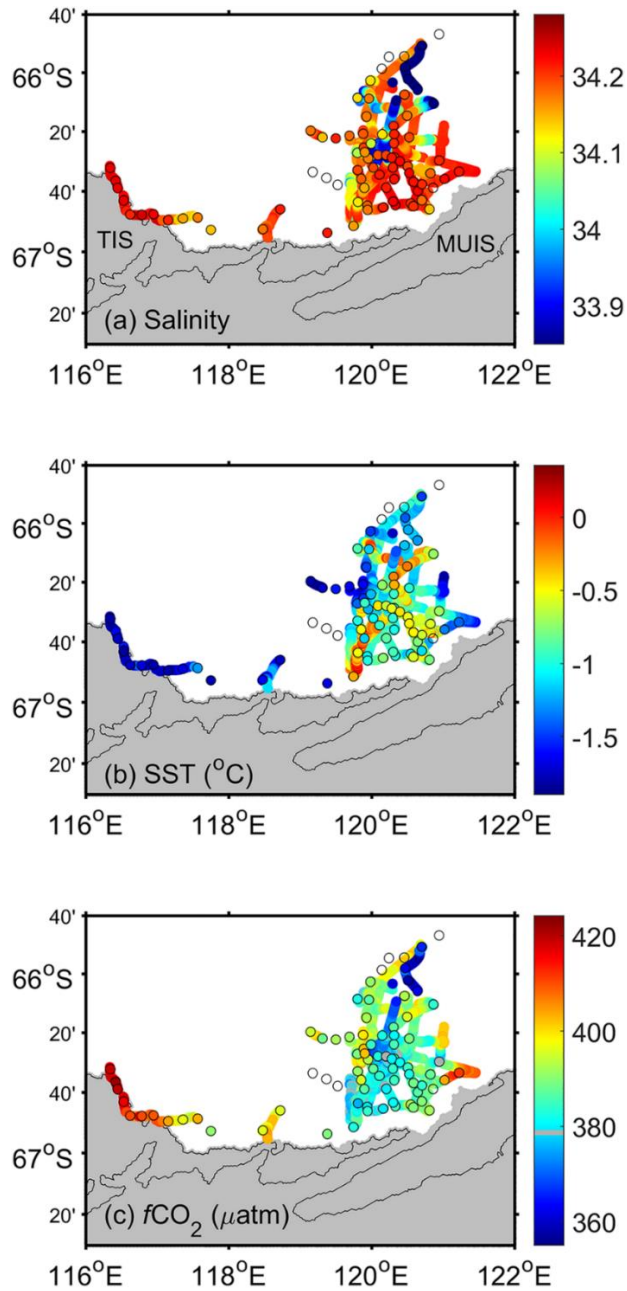 40'
66°S
20'
40'
67°S
20'
TIS
MUIS
(a) Salinity
116°E 118°E 120°E 122°E
34.2
34.1
34
33.9
40'
66°S
20'
40'
67°S
20'
(b) SST (°C)
116°E 118°E 120°E 122°E
0
-0.5
-1
-1.5
40'
66°S
20'
40'
67°S
20'
(c) fCO₂ (μatm)
116°E 118°E 120°E 122°E
420
400
380
360